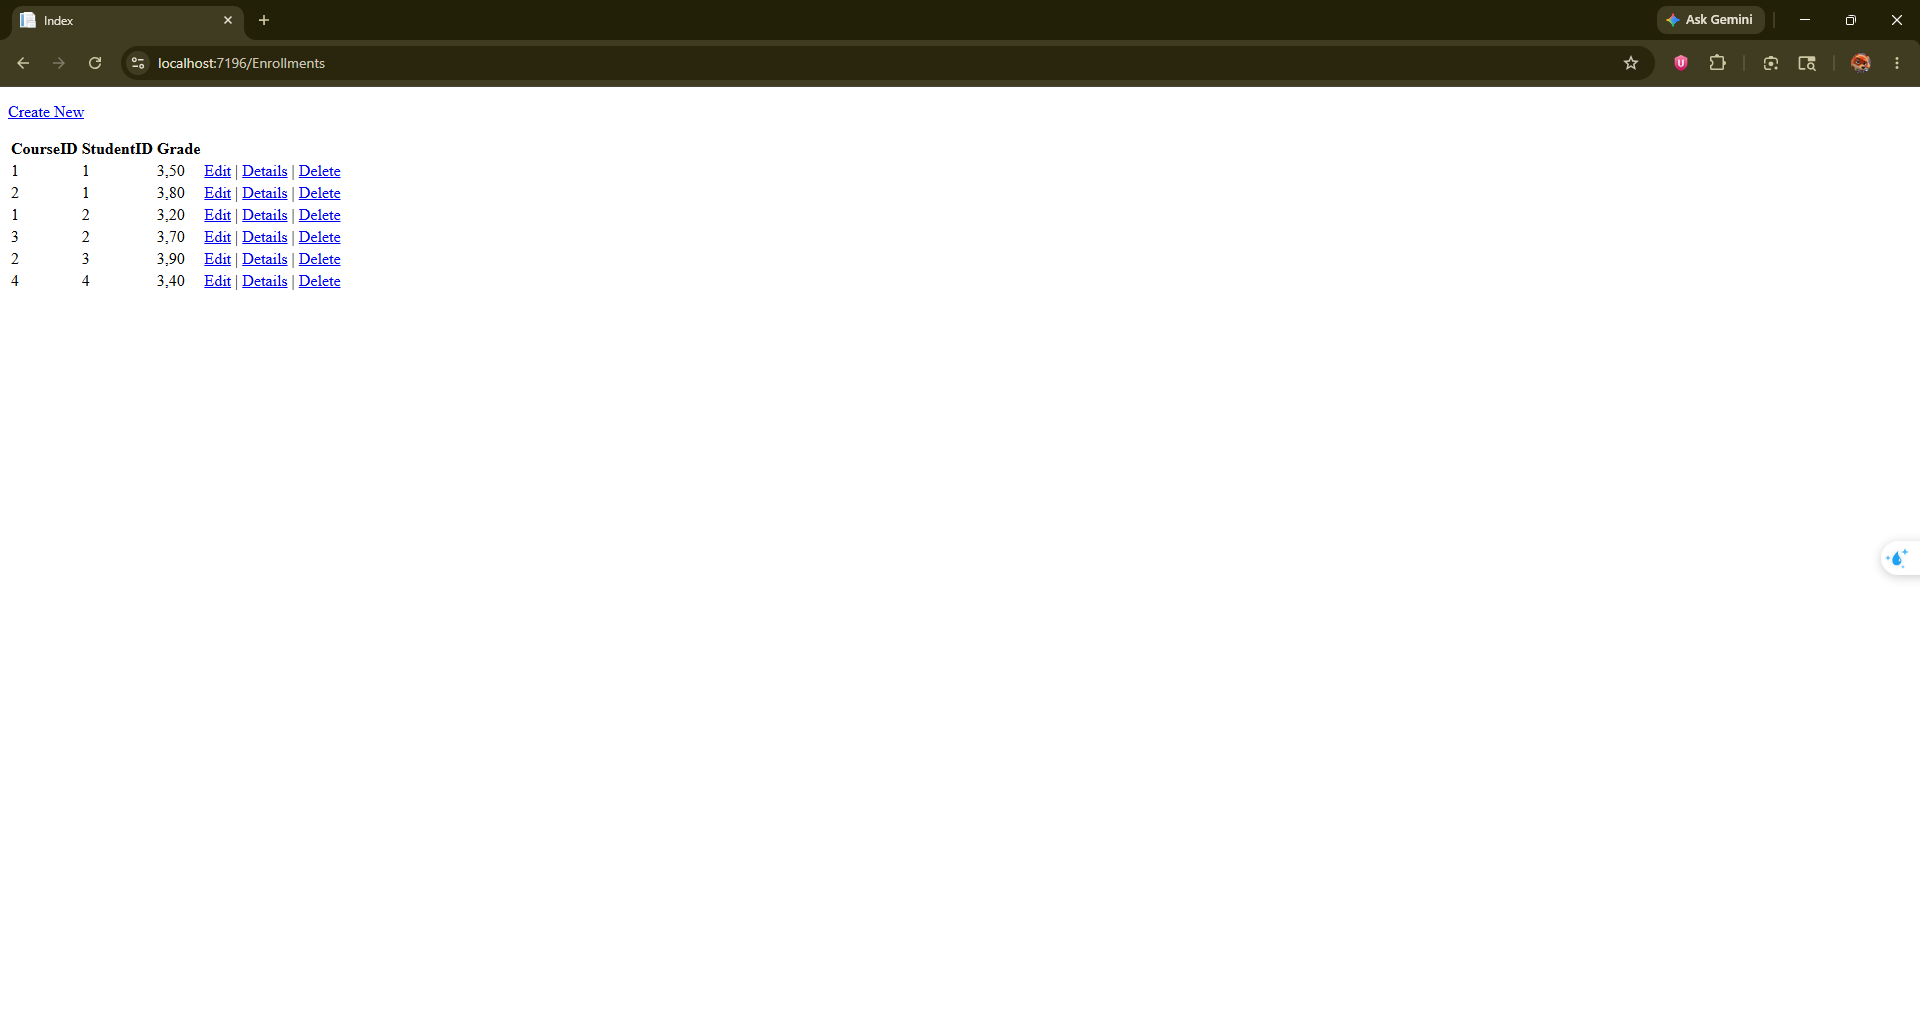 Index
Ask Gemini
localhost:7196/Enrollments
Create New
CourseID StudentID Grade
1 1 3,50 Edit | Details | Delete
2 1 3,80 Edit | Details | Delete
1 2 3,20 Edit | Details | Delete
3 2 3,70 Edit | Details | Delete
2 3 3,90 Edit | Details | Delete
4 4 3,40 Edit | Details | Delete